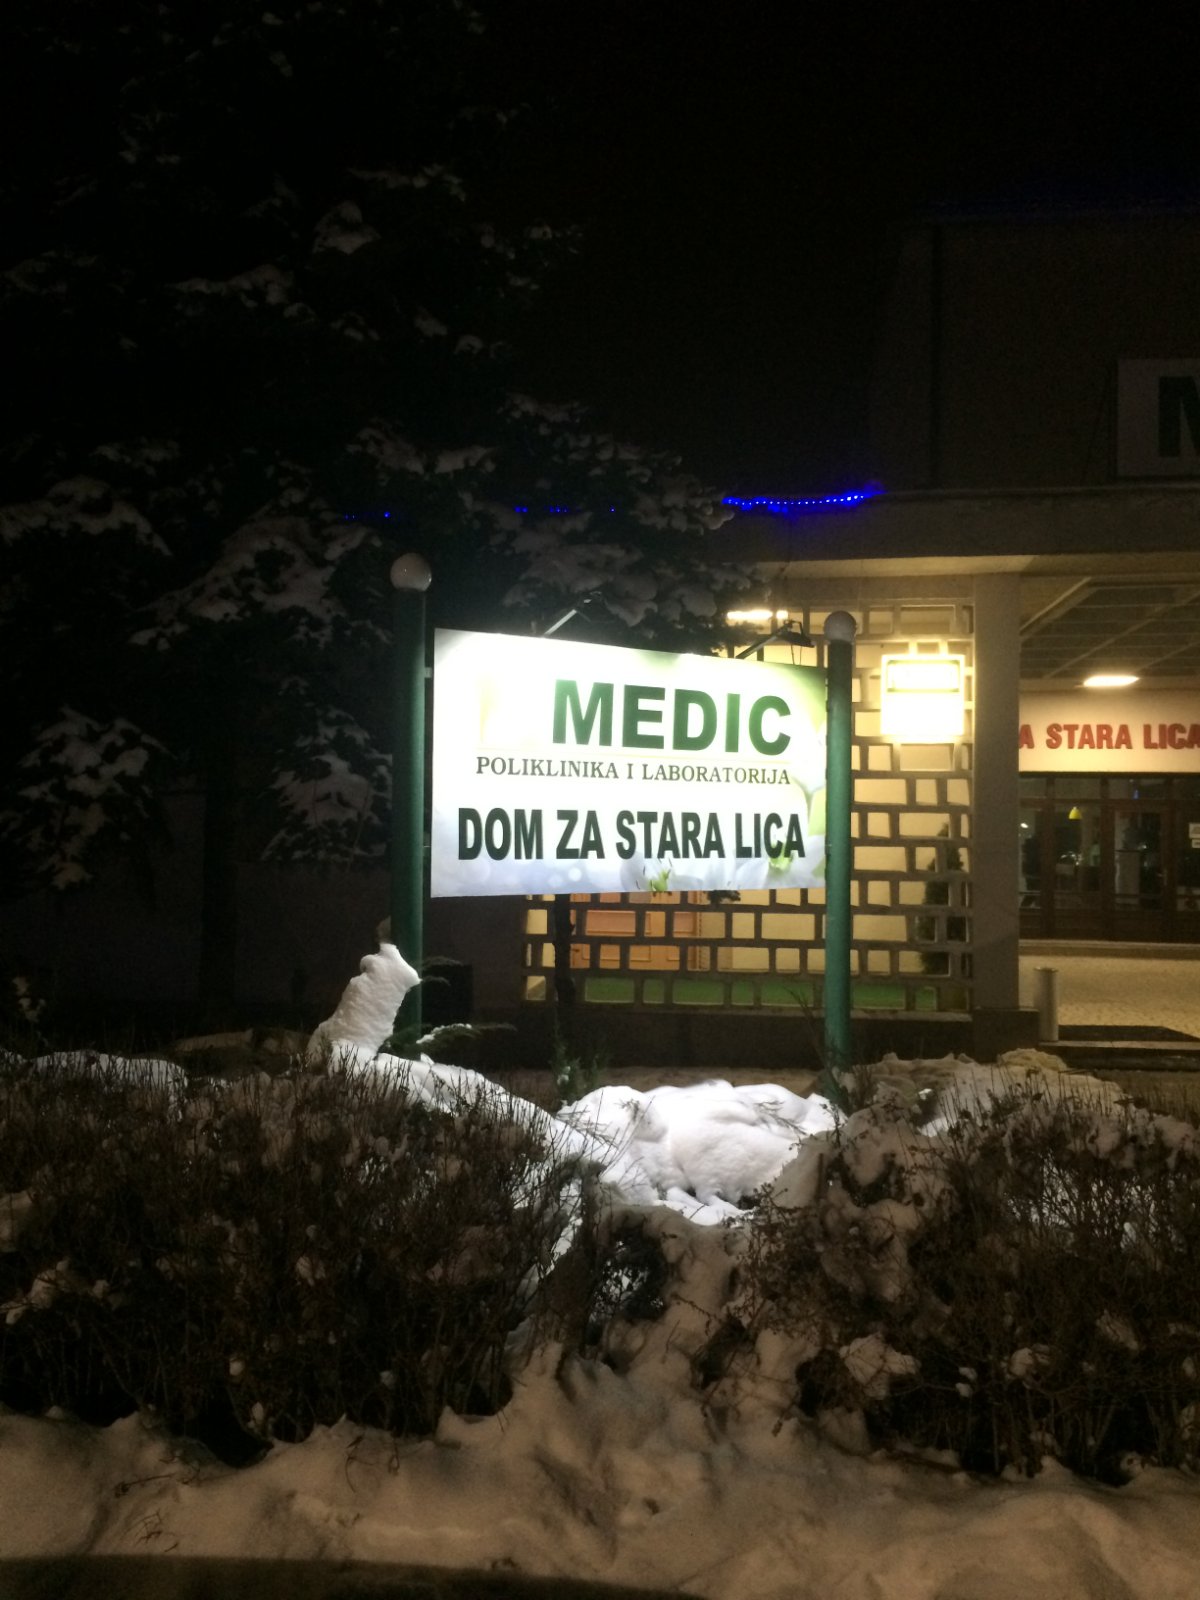 MEDIC
POLIKLINIKA I LABORATORIJA
DOM ZA STARA LICA
A STARA LICA
M